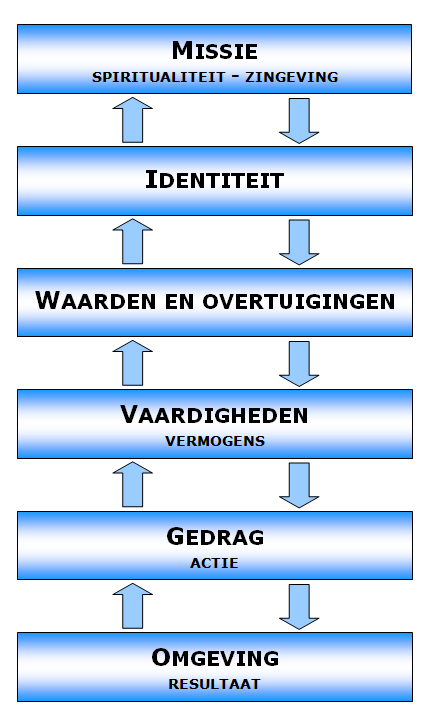 MISSIE
SPIRITUALITEIT - ZINGEVING
IDENTITEIT
WAARDEN EN OVERTUIGINGEN
VAARDIGHEDEN
VERMOGENS
GEDRAG
ACTIE
OMGEVING
RESULTAAT